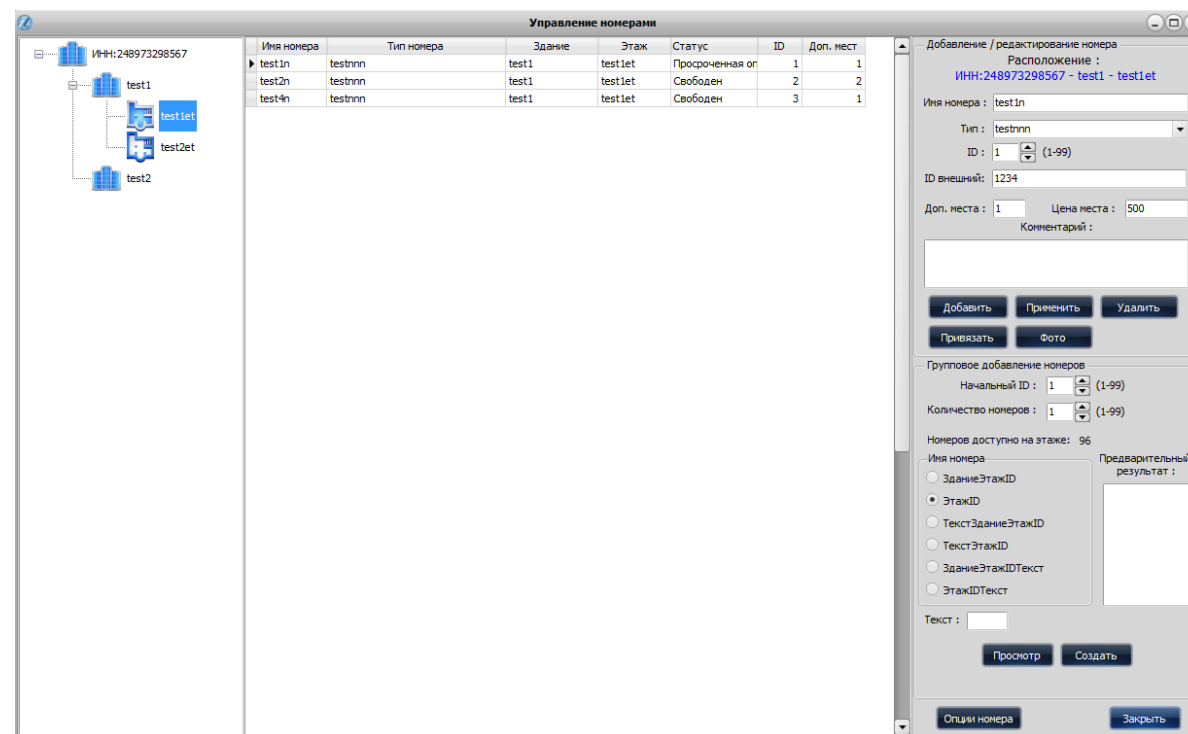 Управление номерами
ИНН:248973298567
test1
test1et
test2et
test2
Имя номера Тип номера Здание Этаж Статус ID Доп. мест
test1n testnnn test1 test1et Просроченная оп 1 1
test2n testnnn test1 test1et Свободен 2 2
test4n testnnn test1 test1et Свободен 3 1
Добавление / редактирование номера
Расположение :
ИНН:248973298567 - test1 - test1et
Имя номера : test1n
Тип : testnnn
ID : 1 (1-99)
ID внешний: 1234
Доп. места : 1 Цена места : 500
Комментарий :
Добавить Применить Удалить
Привязать Фото
Групповое добавление номеров
Начальный ID : 1 (1-99)
Количество номеров : 1 (1-99)
Номеров доступно на этаже: 96
Имя номера
ЗданиеЭтажID
ЭтажID
ТекстЗданиеЭтажID
ТекстЭтажID
ЗданиеЭтажIDТекст
ЭтажIDТекст
Предварительный
результат :
Текст :
Просмотр Создать
Опции номера Закрыть